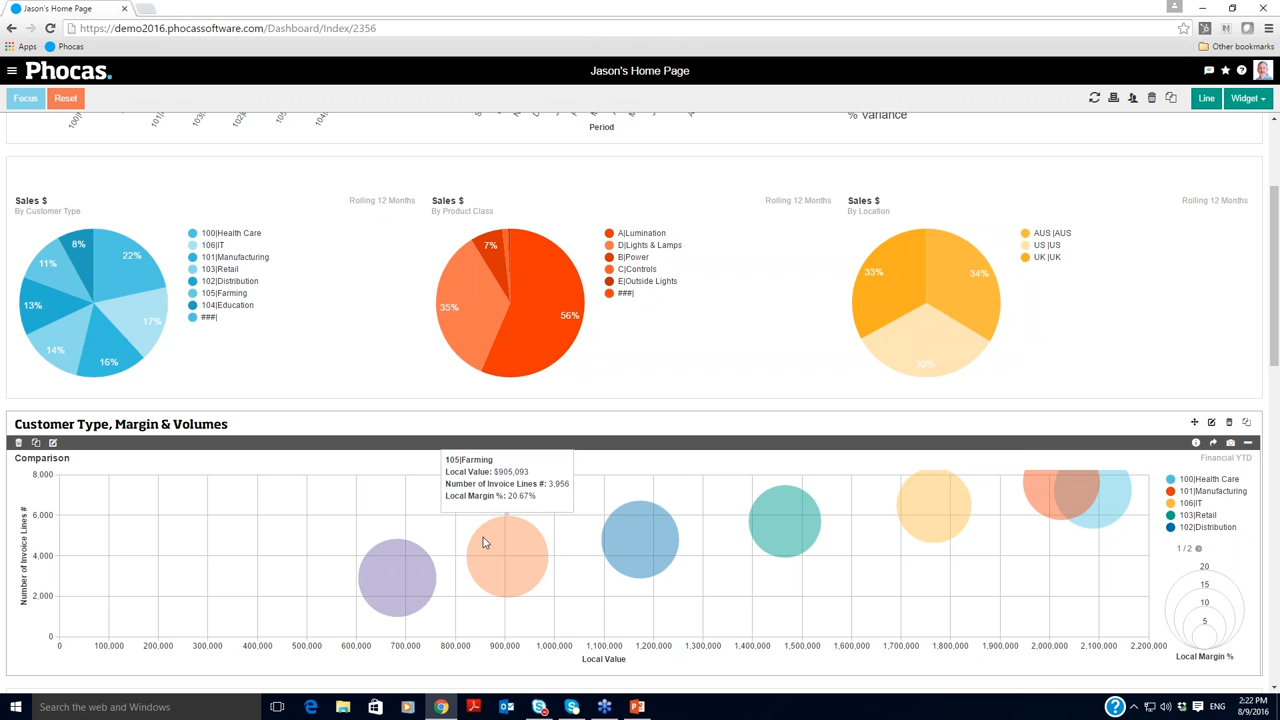 Jason's Home Page
https://demo2016.phocassoftware.com/Dashboard/Index/2356
Apps Phocas Other bookmarks
Phocas. Jason's Home Page
Focus Reset Line Widget
Period
% Variance
Sales $ Rolling 12 Months
By Customer Type
100|Health Care
106|IT
101|Manufacturing
103|Retail
102|Distribution
105|Farming
104|Education
###|
8%
22%
11%
13%
17%
14%
16%
Sales $ Rolling 12 Months
By Product Class
A|Lumination
D|Lights & Lamps
B|Power
C|Controls
E|Outside Lights
###|
7%
35%
56%
Sales $ Rolling 12 Months
By Location
AUS |AUS
US |US
UK |UK
33%
34%
33%
Customer Type, Margin & Volumes
Comparison Financial YTD
105|Farming
Local Value: $905,093
Number of Invoice Lines #: 3,956
Local Margin %: 20.67%
Number of Invoice Lines #
8,000
6,000
4,000
2,000
0
0 100,000 200,000 300,000 400,000 500,000 600,000 700,000 800,000 900,000 1,000,000 1,100,000 1,200,000 1,300,000 1,400,000 1,500,000 1,600,000 1,700,000 1,800,000 1,900,000 2,000,000 2,100,000 2,200,000
Local Value
100|Health Care
101|Manufacturing
106|IT
103|Retail
102|Distribution
1 / 2
20
15
10
5
Local Margin %
Search the web and Windows
ENG
2:22 PM
8/9/2016